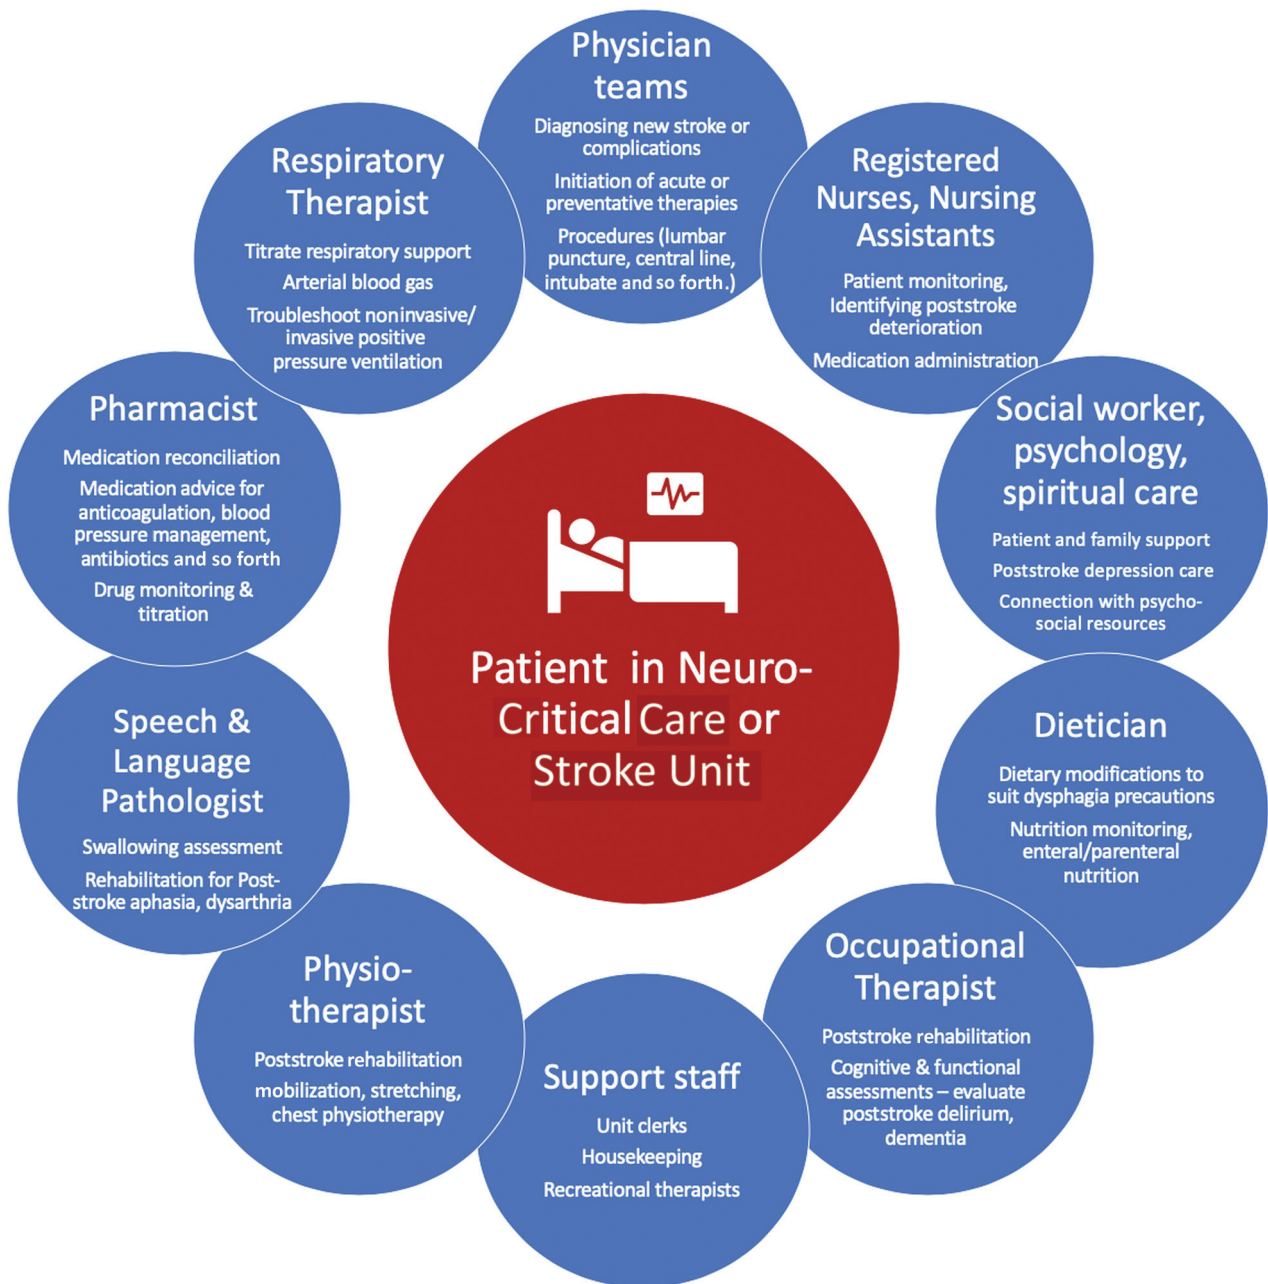 Physician
teams
Diagnosing new stroke or
complications
Initiation of acute or
preventative therapies
Procedures (lumbar
puncture, central line,
intubate and so forth.)
Registered
Nurses, Nursing
Assistants
Patient monitoring,
Identifying poststroke
deterioration
Medication administration
Social worker,
psychology,
spiritual care
Patient and family support
Poststroke depression care
Connection with psycho-
social resources
Dietician
Dietary modifications to
suit dysphagia precautions
Nutrition monitoring,
enteral/parenteral
nutrition
Occupational
Therapist
Poststroke rehabilitation
Cognitive & functional
assessments – evaluate
poststroke delirium,
dementia
Support staff
Unit clerks
Housekeeping
Recreational therapists
Physio-
therapist
Poststroke rehabilitation
mobilization, stretching,
chest physiotherapy
Speech &
Language
Pathologist
Swallowing assessment
Rehabilitation for Post-
stroke aphasia, dysarthria
Pharmacist
Medication reconciliation
Medication advice for
anticoagulation, blood
pressure management,
antibiotics and so forth
Drug monitoring &
titration
Respiratory
Therapist
Titrate respiratory support
Arterial blood gas
Troubleshoot noninvasive/
invasive positive
pressure ventilation
Patient in Neuro-
Critical Care or
Stroke Unit